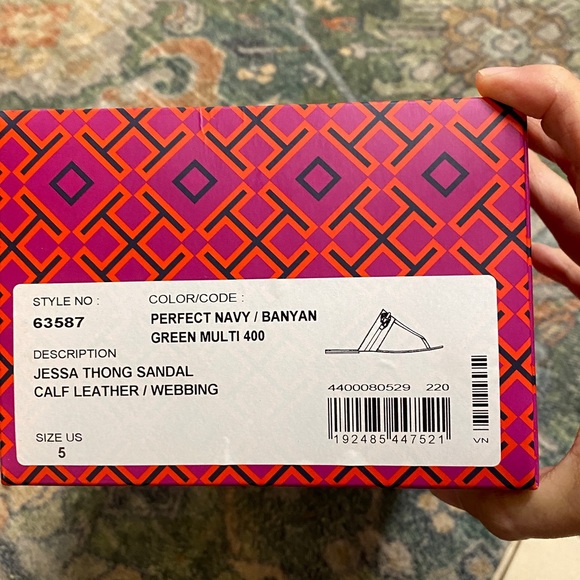 STYLE NO :
63587
COLOR/CODE :
PERFECT NAVY / BANYAN
GREEN MULTI 400
DESCRIPTION
JESSA THONG SANDAL
CALF LEATHER / WEBBING
SIZE US
5
4400080529 220
192485 447521
VN